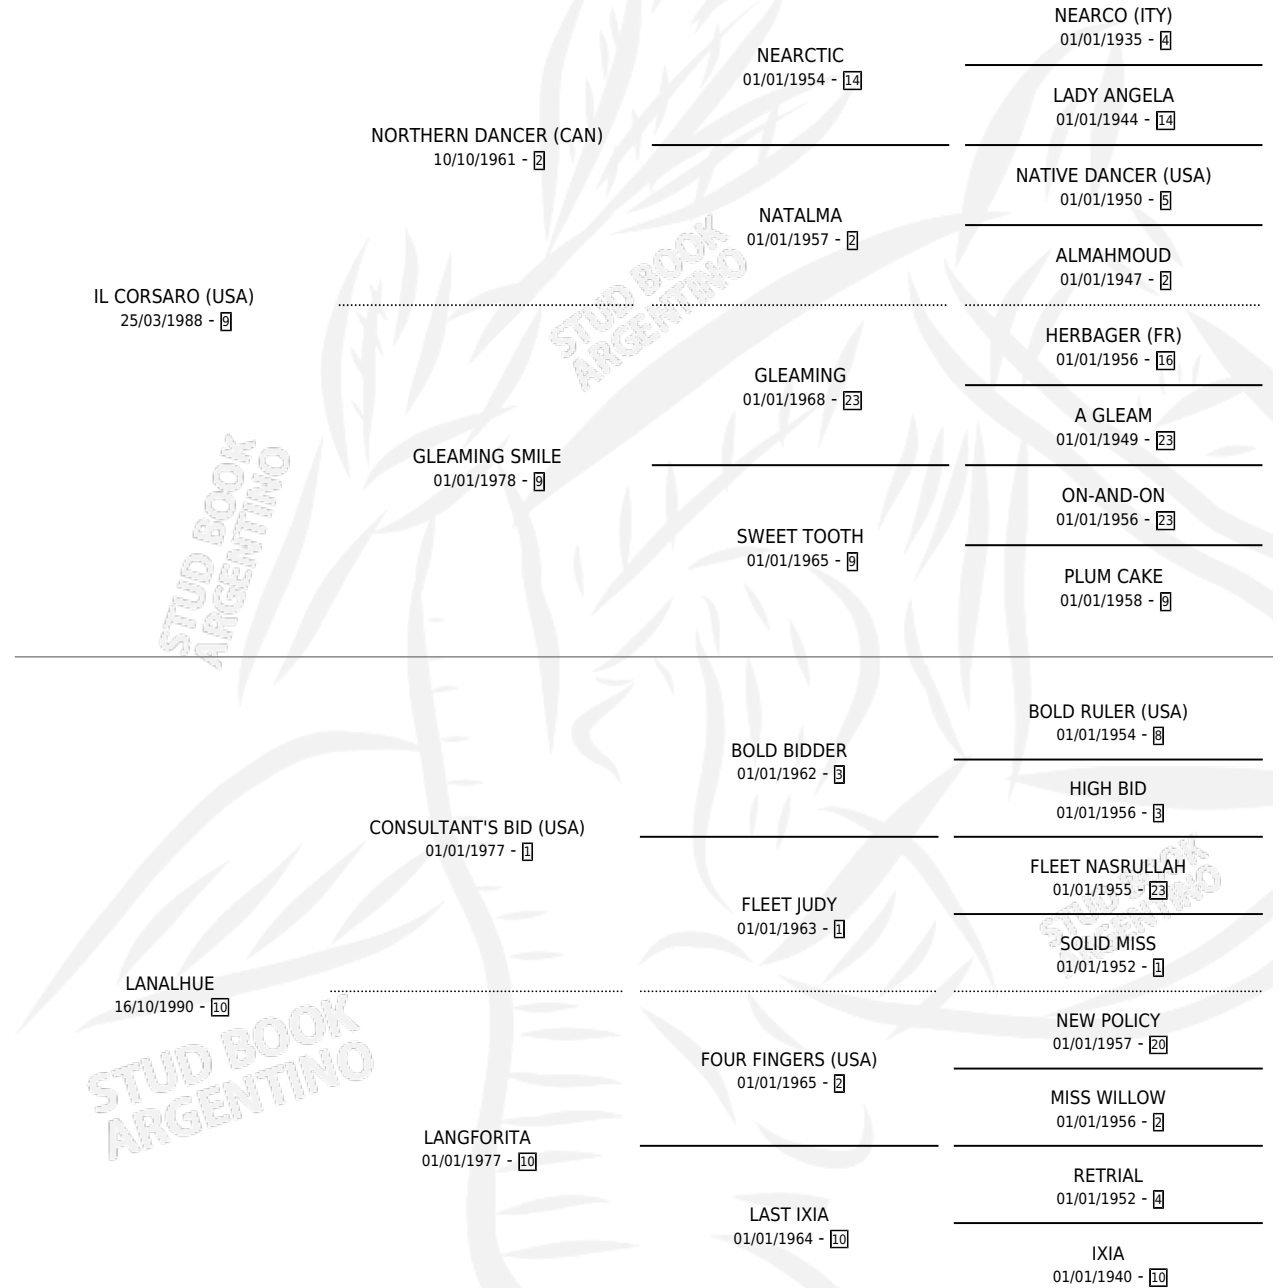 NEARCO (ITY)
01/01/1935 - 4
NEARCTIC
01/01/1954 - 14
LADY ANGELA
01/01/1944 - 14
NORTHERN DANCER (CAN)
10/10/1961 - 2
NATIVE DANCER (USA)
01/01/1950 - 5
NATALMA
01/01/1957 - 2
ALMAHMOUD
01/01/1947 - 2
IL CORSARO (USA)
25/03/1988 - 9
STUD BOOK
ARGENTINO
HERBAGER (FR)
01/01/1956 - 16
GLEAMING
01/01/1968 - 23
A GLEAM
01/01/1949 - 23
GLEAMING SMILE
01/01/1978 - 9
ON-AND-ON
01/01/1956 - 23
SWEET TOOTH
01/01/1965 - 9
PLUM CAKE
01/01/1958 - 9
STUD BOOK
ARGENTINO
BOLD RULER (USA)
01/01/1954 - 8
BOLD BIDDER
01/01/1962 - 3
HIGH BID
01/01/1956 - 3
CONSULTANT'S BID (USA)
01/01/1977 - 1
FLEET NASRULLAH
01/01/1955 - 23
FLEET JUDY
01/01/1963 - 1
SOLID MISS
01/01/1952 - 1
STUD BOOK
ARGENTINO
LANALHUE
16/10/1990 - 10
NEW POLICY
01/01/1957 - 20
FOUR FINGERS (USA)
01/01/1965 - 2
MISS WILLOW
01/01/1956 - 2
STUD BOOK
ARGENTINO
LANGFORITA
01/01/1977 - 10
RETRIAL
01/01/1952 - 4
LAST IXIA
01/01/1964 - 10
IXIA
01/01/1940 - 10